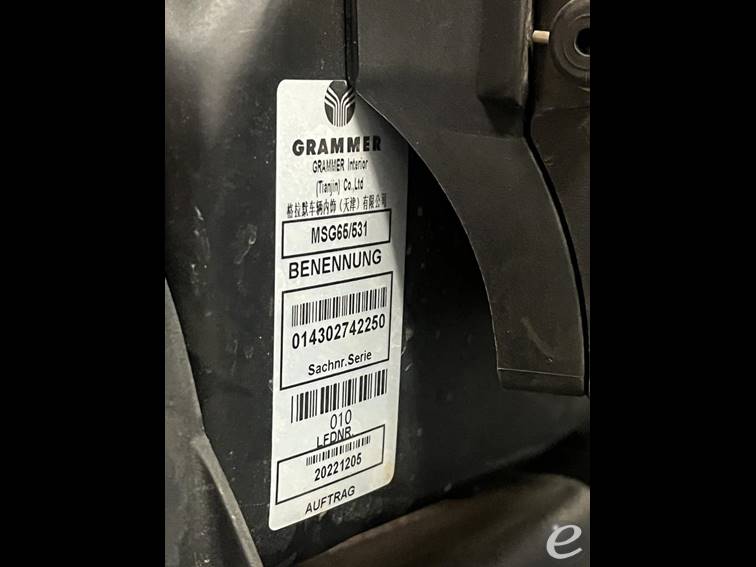 GRAMMER
GRAMMER Interior
(Tianjin) Co.,Ltd
格拉默车辆内饰（天津）有限公司
MSG65/531
BENENNUNG
014302742250
Sachnr.Serie
010
LFDNR.
20221205
AUFTRAG
e